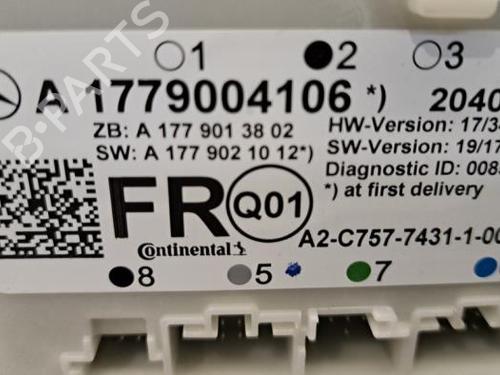 1 2 3
A 1779004106 *) 2040
ZB: A 177 901 38 02
HW-Version: 17/3
SW: A 177 902 10 12*)
SW-Version: 19/17
Diagnostic ID: 008
*) at first delivery
FR Q01
Continental
A2-C757-7431-1-00
8 5 7
B-PARTS